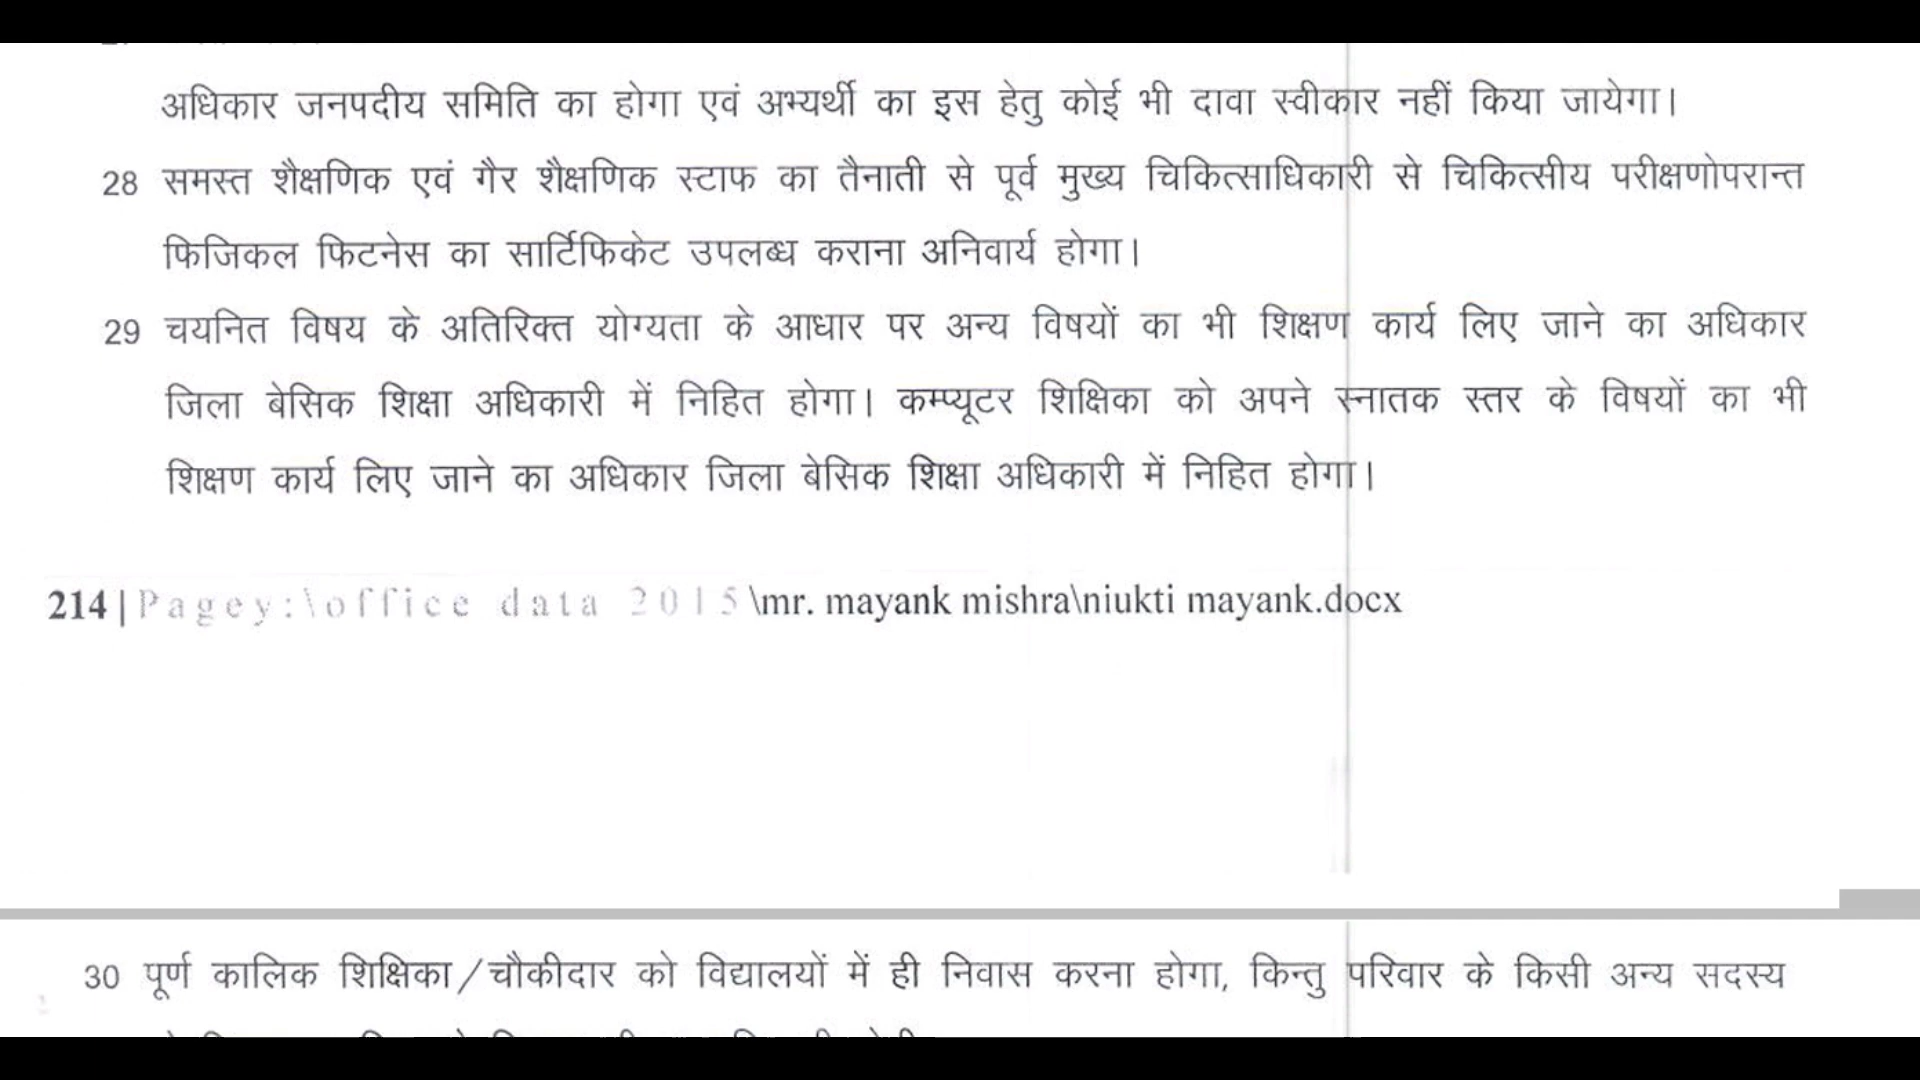 अधिकार जनपदीय समिति का होगा एवं अभ्यर्थी का इस हेतु कोई भी दावा स्वीकार नहीं किया जायेगा।
28 समस्त शैक्षणिक एवं गैर शैक्षणिक स्टाफ का तैनाती से पूर्व मुख्य चिकित्साधिकारी से चिकित्सीय परीक्षणोपरान्त
फिजिकल फिटनेस का सार्टिफिकेट उपलब्ध कराना अनिवार्य होगा।
29 चयनित विषय के अतिरिक्त योग्यता के आधार पर अन्य विषयों का भी शिक्षण कार्य लिए जाने का अधिकार
जिला बेसिक शिक्षा अधिकारी में निहित होगा। कम्प्यूटर शिक्षिका को अपने स्नातक स्तर के विषयों का भी
शिक्षण कार्य लिए जाने का अधिकार जिला बेसिक शिक्षा अधिकारी में निहित होगा।
214|Pagey:\office data 2015\mr. mayank mishra\niukti mayank.docx
30 पूर्ण कालिक शिक्षिका/चौकीदार को विद्यालयों में ही निवास करना होगा, किन्तु परिवार के किसी अन्य सदस्य